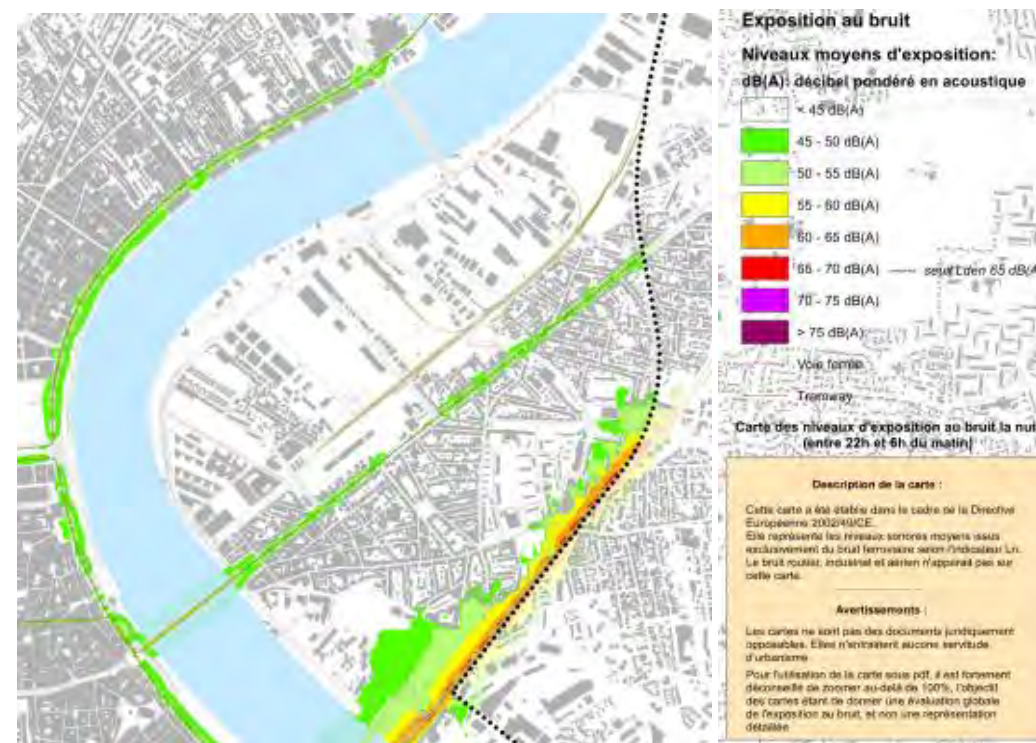 Exposition au bruit
Niveaux moyens d'exposition:
dB(A): décibel pondéré en acoustique
< 45 dB(A)
45 - 50 dB(A)
50 - 55 dB(A)
55 - 60 dB(A)
60 - 65 dB(A)
65 - 70 dB(A) seuil Lden 65 dB(A
70 - 75 dB(A)
> 75 dB(A)
Voie ferrée
Tramway
Carte des niveaux d'exposition au bruit la nui
(entre 22h et 6h du matin)
Description de la carte :
Cette carte a été établie dans le cadre de la Directive
Européenne 2002/49/CE.
Elle représente les niveaux sonores moyens issus
exclusivement du bruit ferroviaire selon l'indicateur Ln.
Le bruit routier, industriel et aérien n'apparait pas sur
cette carte.
Avertissements :
Les cartes ne sont pas des documents juridiquement
opposables. Elles n'entrainent aucune servitude
d'urbanisme
Pour l'utilisation de la carte sous pdf, il est fortement
déconseillé de zoomer au-delà de 100%, l'objectif
des cartes étant de donner une évaluation globale
de l'exposition au bruit, et non une représentation
détaillée